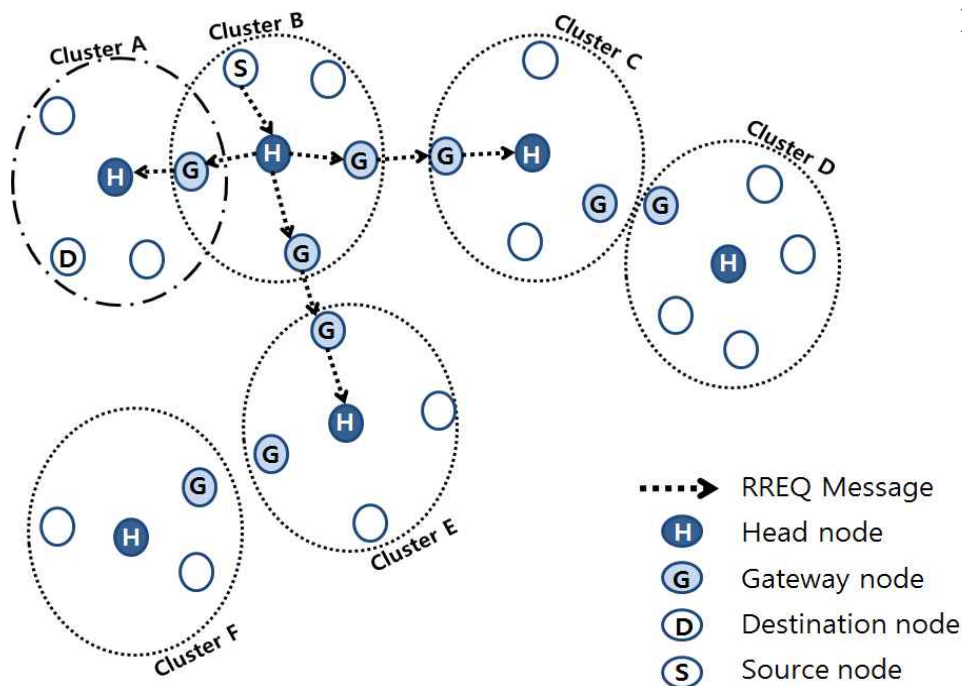 Cluster A
Cluster B
Cluster C
Cluster D
S
H
G
H
G
G
H
G
G
D
G
H
G
H
G
G
H
Cluster E
Cluster F
RREQ Message
H Head node
G Gateway node
D Destination node
S Source node